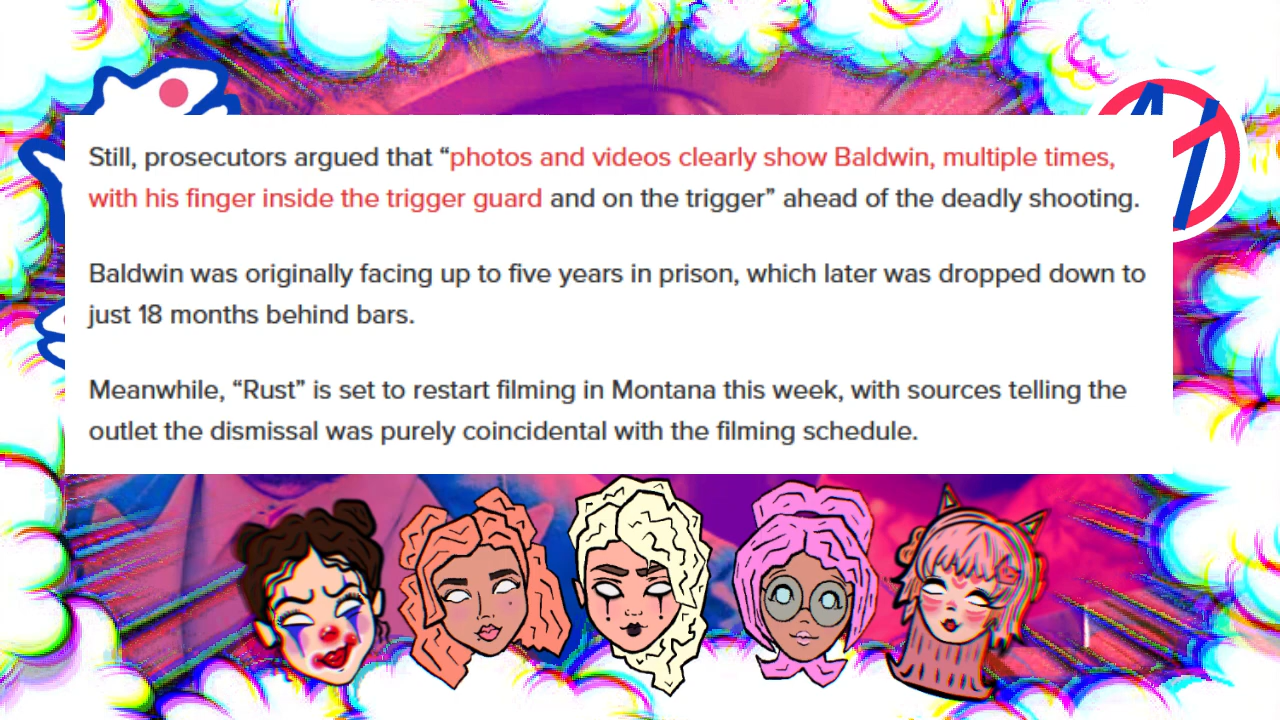 Still, prosecutors argued that “photos and videos clearly show Baldwin, multiple times,
with his finger inside the trigger guard and on the trigger” ahead of the deadly shooting.
Baldwin was originally facing up to five years in prison, which later was dropped down to
just 18 months behind bars.
Meanwhile, “Rust” is set to restart filming in Montana this week, with sources telling the
outlet the dismissal was purely coincidental with the filming schedule.